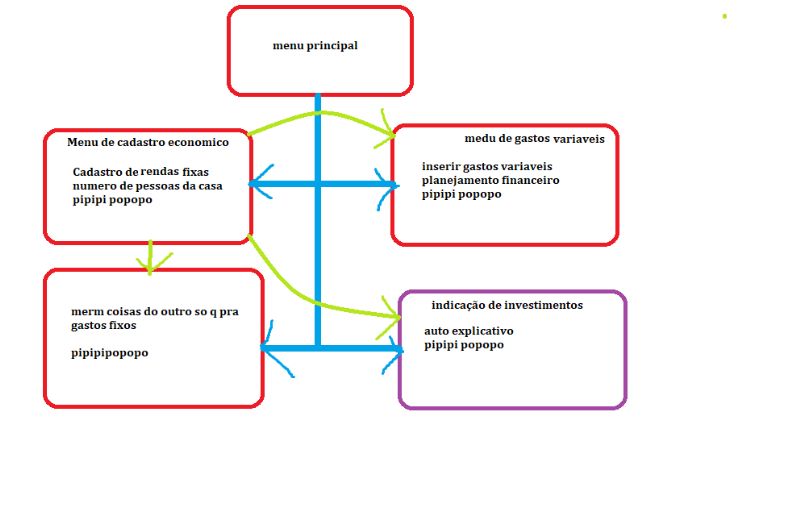 menu principal
Menu de cadastro economico
Cadastro de rendas fixas
numero de pessoas da casa
pipipi popopo
medu de gastos variaveis
inserir gastos variaveis
planejamento financeiro
pipipi popopo
merm coisas do outro so q pra
gastos fixos
pipipipopopo
indicação de investimentos
auto explicativo
pipipi popopo